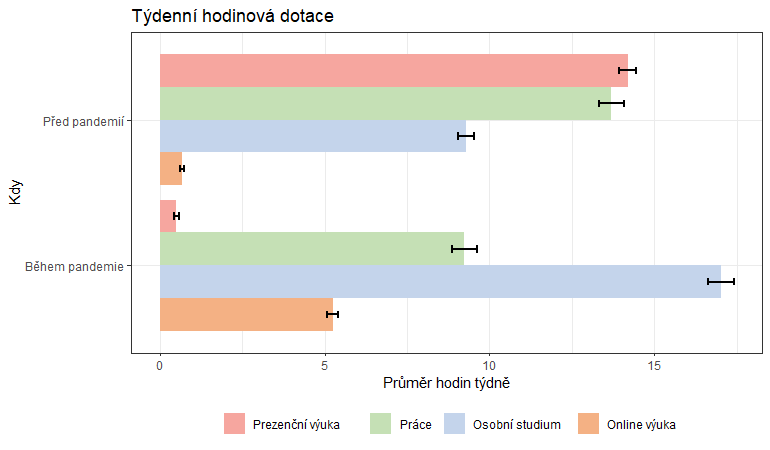 Týdenní hodinová dotace
Kdy
Před pandemií
Během pandemie
0 5 10 15
Průměr hodin týdně
Prezenční výuka Práce Osobní studium Online výuka